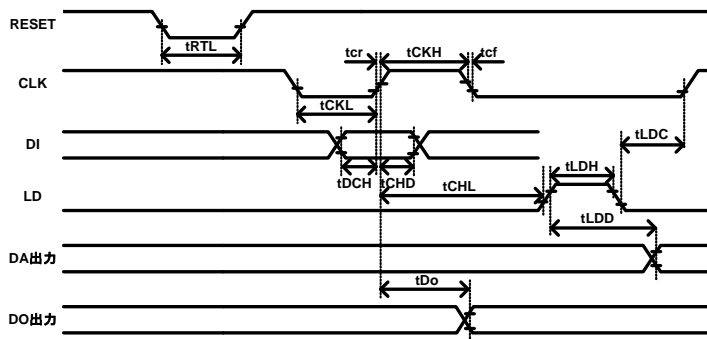 RESET
tRTL
tcr
tCKH
tcf
CLK
tCKL
tLDC
DI
tDCH
tCHD
tLDH
LD
tCHL
tLDD
DA出力
tDo
DO出力